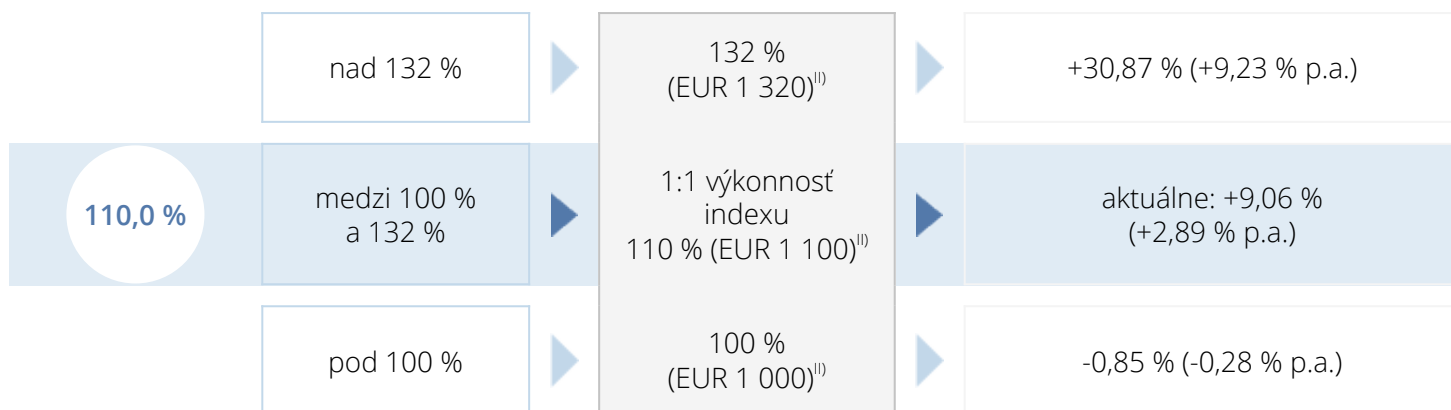 nad 132 %
132 %
(EUR 1 320)II)
+30,87 % (+9,23 % p.a.)
110,0 %
medzi 100 %
a 132 %
1:1 výkonnosť
indexu
110 % (EUR 1 100)II)
aktuálne: +9,06 %
(+2,89 % p.a.)
pod 100 %
100 %
(EUR 1 000)II)
-0,85 % (-0,28 % p.a.)